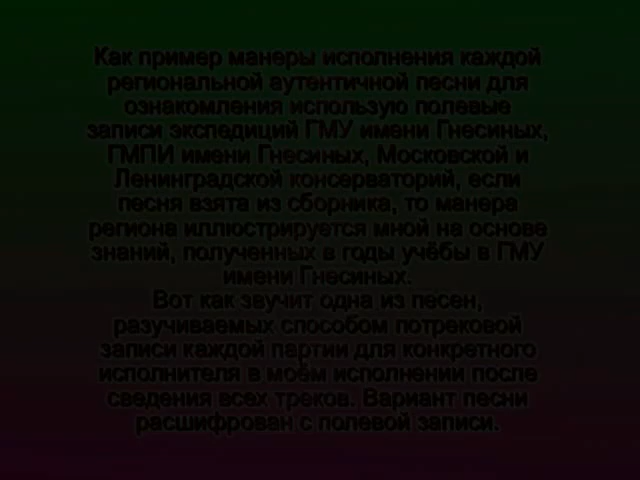 Как пример манеры исполнения каждой
региональной аутентичной песни для
ознакомления использую полевые
записи экспедиций ГМУ имени Гнесиных,
ГМПИ имени Гнесиных, Московской и
Ленинградской консерваторий, если
песня взята из сборника, то манера
региона иллюстрируется мной на основе
знаний, полученных в годы учёбы в ГМУ
имени Гнесиных.
Вот как звучит одна из песен,
разучиваемых способом потрековой
записи каждой партии для конкретного
исполнителя в моём исполнении после
сведения всех треков. Вариант песни
расшифрован с полевой записи.